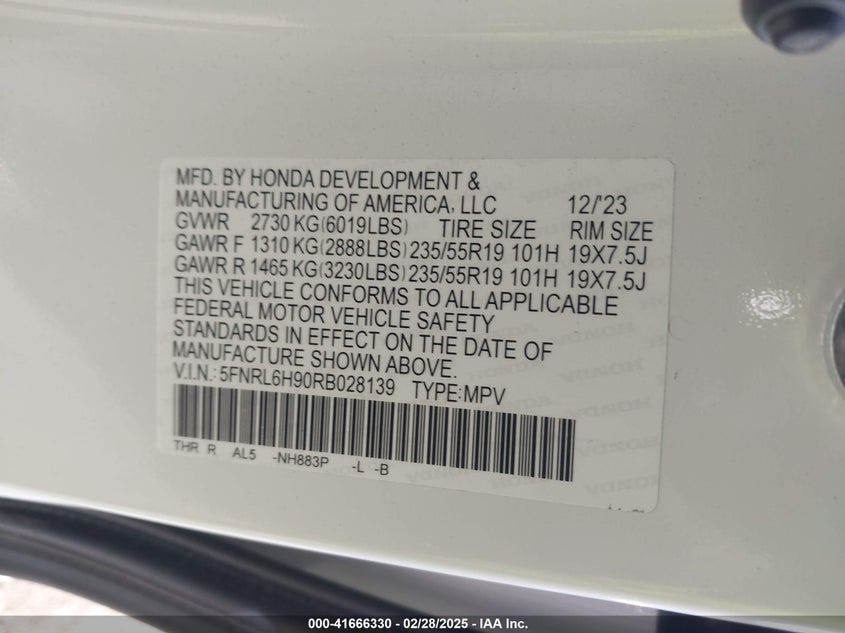 MFD. BY HONDA DEVELOPMENT &
MANUFACTURING OF AMERICA, LLC 12/'23
GVWR 2730 KG(6019LBS) TIRE SIZE RIM SIZE
GAWR F 1310 KG(2888LBS) 235/55R19 101H 19X7.5J
GAWR R 1465 KG(3230LBS) 235/55R19 101H 19X7.5J
THIS VEHICLE CONFORMS TO ALL APPLICABLE
FEDERAL MOTOR VEHICLE SAFETY
STANDARDS IN EFFECT ON THE DATE OF
MANUFACTURE SHOWN ABOVE.
V.I.N.: 5FNRL6H90RB028139 TYPE:MPV
THR R AL5 -NH883P -L -B
000-41666330 / 02/28/2025 - IAA Inc.